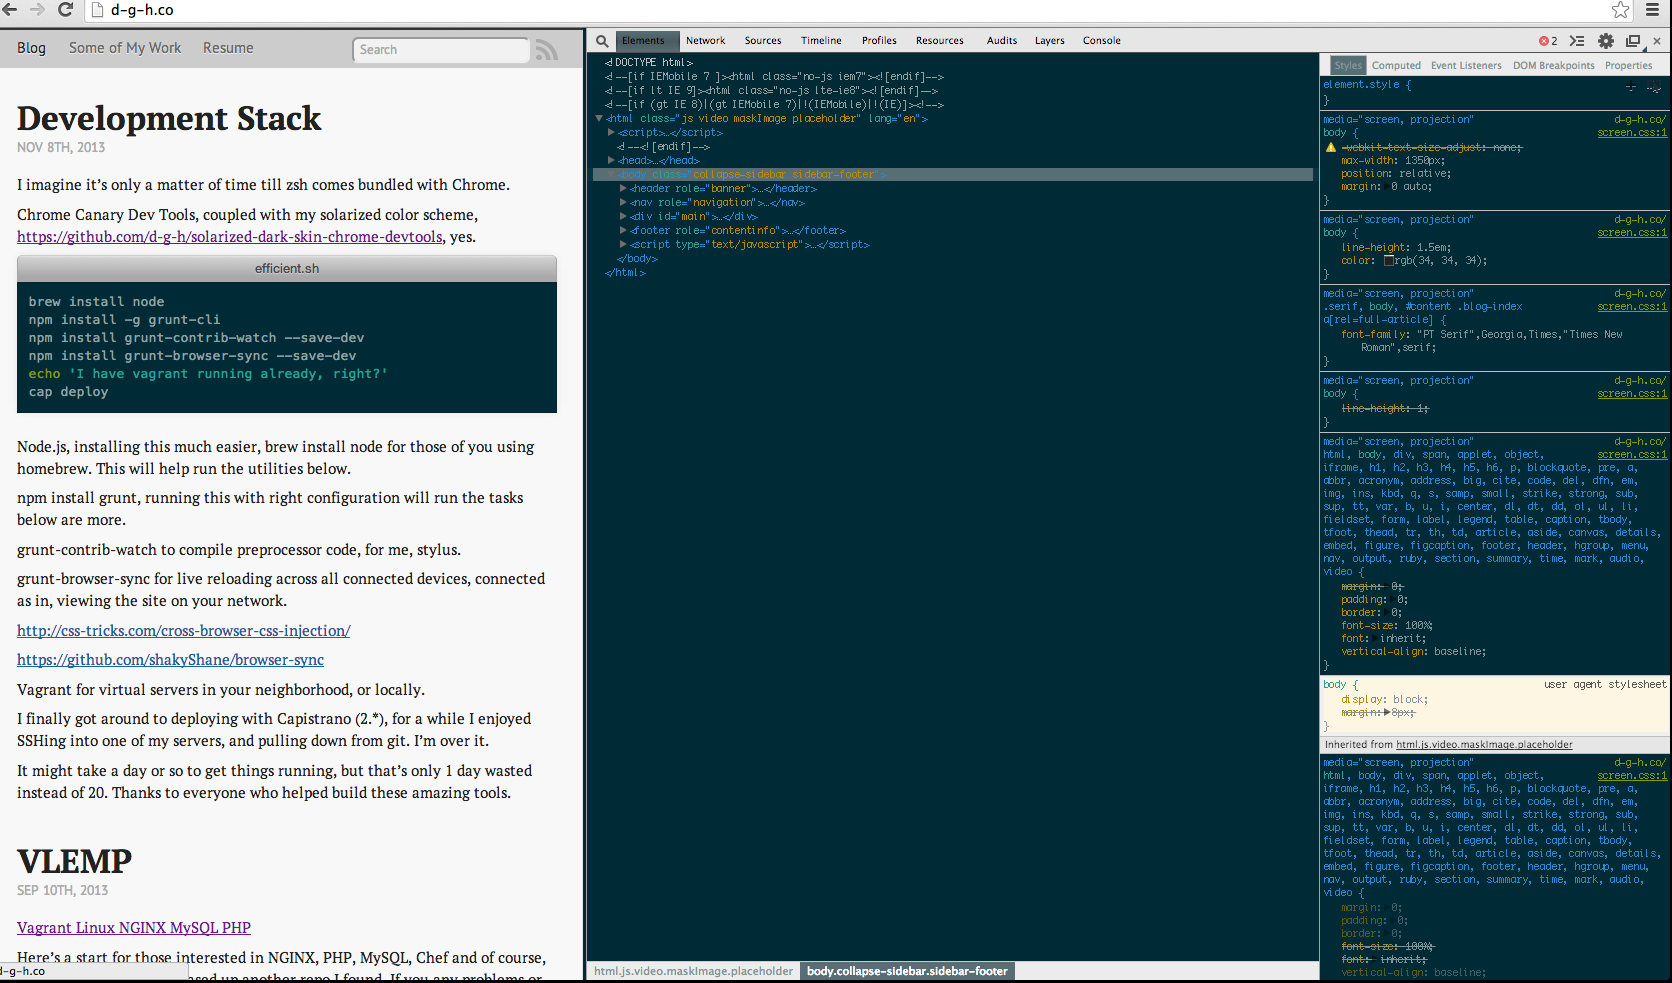 d-g-h.co
Blog Some of My Work Resume Search
Development Stack
NOV 8TH, 2013
I imagine it's only a matter of time till zsh comes bundled with Chrome.
Chrome Canary Dev Tools, coupled with my solarized color scheme,
https://github.com/d-g-h/solarized-dark-skin-chrome-devtools, yes.
efficient.sh
brew install node
npm install -g grunt-cli
npm install grunt-contrib-watch --save-dev
npm install grunt-browser-sync --save-dev
echo 'I have vagrant running already, right?'
cap deploy
Node.js, installing this much easier, brew install node for those of you using
homebrew. This will help run the utilities below.
npm install grunt, running this with right configuration will run the tasks
below are more.
grunt-contrib-watch to compile preprocessor code, for me, stylus.
grunt-browser-sync for live reloading across all connected devices, connected
as in, viewing the site on your network.
http://css-tricks.com/cross-browser-css-injection/
https://github.com/shakyShane/browser-sync
Vagrant for virtual servers in your neighborhood, or locally.
I finally got around to deploying with Capistrano (2.*), for a while I enjoyed
SSHing into one of my servers, and pulling down from git. I'm over it.
It might take a day or so to get things running, but that's only 1 day wasted
instead of 20. Thanks to everyone who helped build these amazing tools.
VLEMP
SEP 10TH, 2013
Vagrant Linux NGINX MySQL PHP
Here's a start for those interested in NGINX, PHP, MySQL, Chef and of course,
d-g-h.co
Elements Network Sources Timeline Profiles Resources Audits Layers Console 2
<!DOCTYPE html>
<!--[if IEMobile 7 ]><html class="no-js iem7"><![endif]-->
<!--[if lt IE 9]><html class="no-js lte-ie8"><![endif]-->
<!--[if (gt IE 8)|(gt IEMobile 7)|!(IEMobile)|!(IE)]><!-->
<html class="js video maskImage placeholder" lang="en">
<script>…</script>
<!--<![endif]-->
<head>…</head>
<body class="collapse-sidebar sidebar-footer">
<header role="banner">…</header>
<nav role="navigation">…</nav>
<div id="main">…</div>
<footer role="contentinfo">…</footer>
<script type="text/javascript">…</script>
</body>
</html>
html.js.video.maskImage.placeholder body.collapse-sidebar.sidebar-footer
Styles Computed Event Listeners DOM Breakpoints Properties
element.style {
}
media="screen, projection" d-g-h.co/
body { screen.css:1
-webkit-text-size-adjust: none;
max-width: 1350px;
position: relative;
margin: 0 auto;
}
media="screen, projection" d-g-h.co/
body { screen.css:1
line-height: 1.5em;
color: rgb(34, 34, 34);
}
media="screen, projection" d-g-h.co/
.serif, body, #content .blog-index screen.css:1
a[rel=full-article] {
font-family: "PT Serif",Georgia,Times,"Times New
Roman",serif;
}
media="screen, projection" d-g-h.co/
body { screen.css:1
line-height: 1;
}
media="screen, projection" d-g-h.co/
html, body, div, span, applet, object, screen.css:1
iframe, h1, h2, h3, h4, h5, h6, p, blockquote, pre, a,
abbr, acronym, address, big, cite, code, del, dfn, em,
img, ins, kbd, q, s, samp, small, strike, strong, sub,
sup, tt, var, b, u, i, center, dl, dt, dd, ol, ul, li,
fieldset, form, label, legend, table, caption, tbody,
tfoot, thead, tr, th, td, article, aside, canvas, details,
embed, figure, figcaption, footer, header, hgroup, menu,
nav, output, ruby, section, summary, time, mark, audio,
video {
margin: 0;
padding: 0;
border: 0;
font-size: 100%;
font: inherit;
vertical-align: baseline;
}
body { user agent stylesheet
display: block;
margin: 8px;
}
Inherited from html.js.video.maskImage.placeholder
media="screen, projection" d-g-h.co/
html, body, div, span, applet, object, screen.css:1
iframe, h1, h2, h3, h4, h5, h6, p, blockquote, pre, a,
abbr, acronym, address, big, cite, code, del, dfn, em,
img, ins, kbd, q, s, samp, small, strike, strong, sub,
sup, tt, var, b, u, i, center, dl, dt, dd, ol, ul, li,
fieldset, form, label, legend, table, caption, tbody,
tfoot, thead, tr, th, td, article, aside, canvas, details,
embed, figure, figcaption, footer, header, hgroup, menu,
nav, output, ruby, section, summary, time, mark, audio,
video {
margin: 0;
padding: 0;
border: 0;
font-size: 100%;
font: inherit;
vertical-align: baseline;